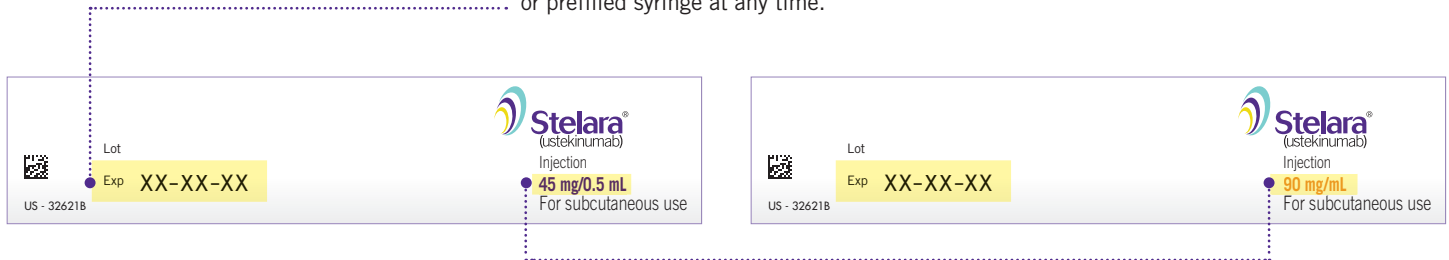 or prefilled syringe at any time.
Stelara®
(ustekinumab)
Injection
45 mg/0.5 mL
For subcutaneous use
Lot
Exp XX-XX-XX
US - 32621B
Stelara®
(ustekinumab)
Injection
90 mg/mL
For subcutaneous use
Lot
Exp XX-XX-XX
US - 32621B